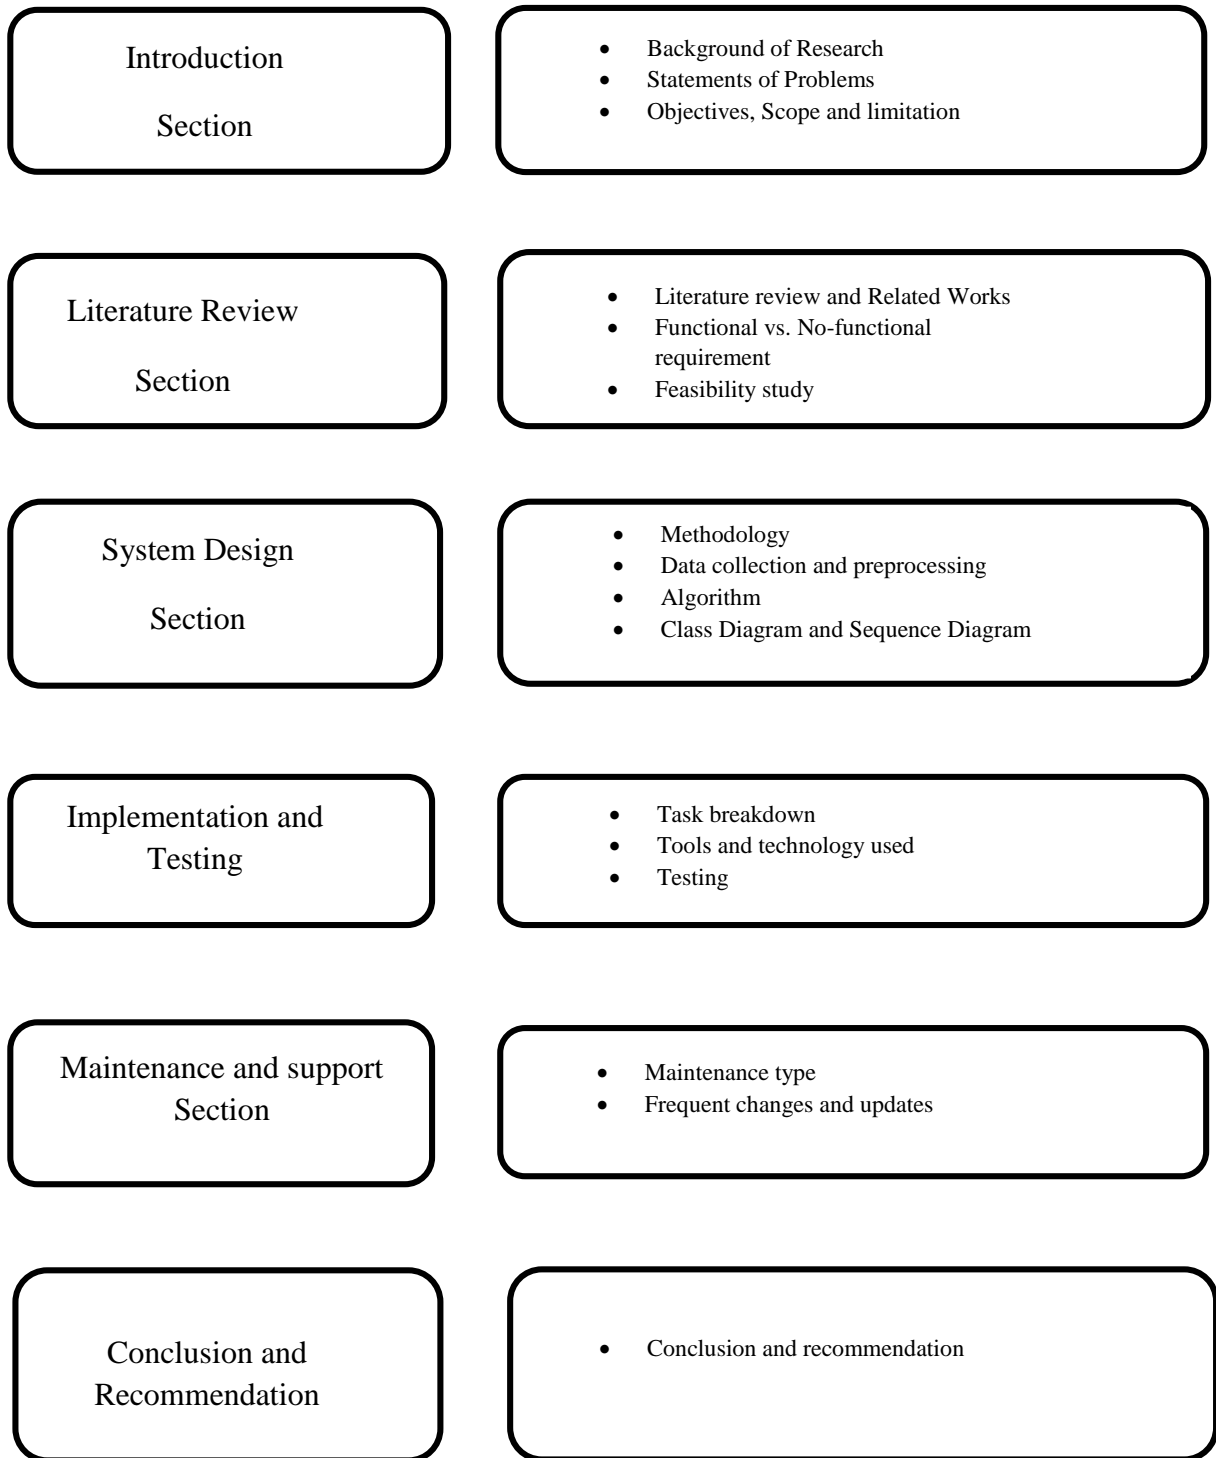 Introduction
Section
• Background of Research
• Statements of Problems
• Objectives, Scope and limitation
Literature Review
Section
• Literature review and Related Works
• Functional vs. No-functional
requirement
• Feasibility study
System Design
Section
• Methodology
• Data collection and preprocessing
• Algorithm
• Class Diagram and Sequence Diagram
Implementation and
Testing
• Task breakdown
• Tools and technology used
• Testing
Maintenance and support
Section
• Maintenance type
• Frequent changes and updates
Conclusion and
Recommendation
• Conclusion and recommendation